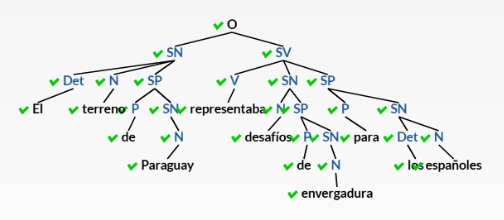 O
SN SV
Det N SP V SN SP
El terreno P SN representaba N SP P SN
de N desafíos P SN para Det N
Paraguay de N los españoles
envergadura